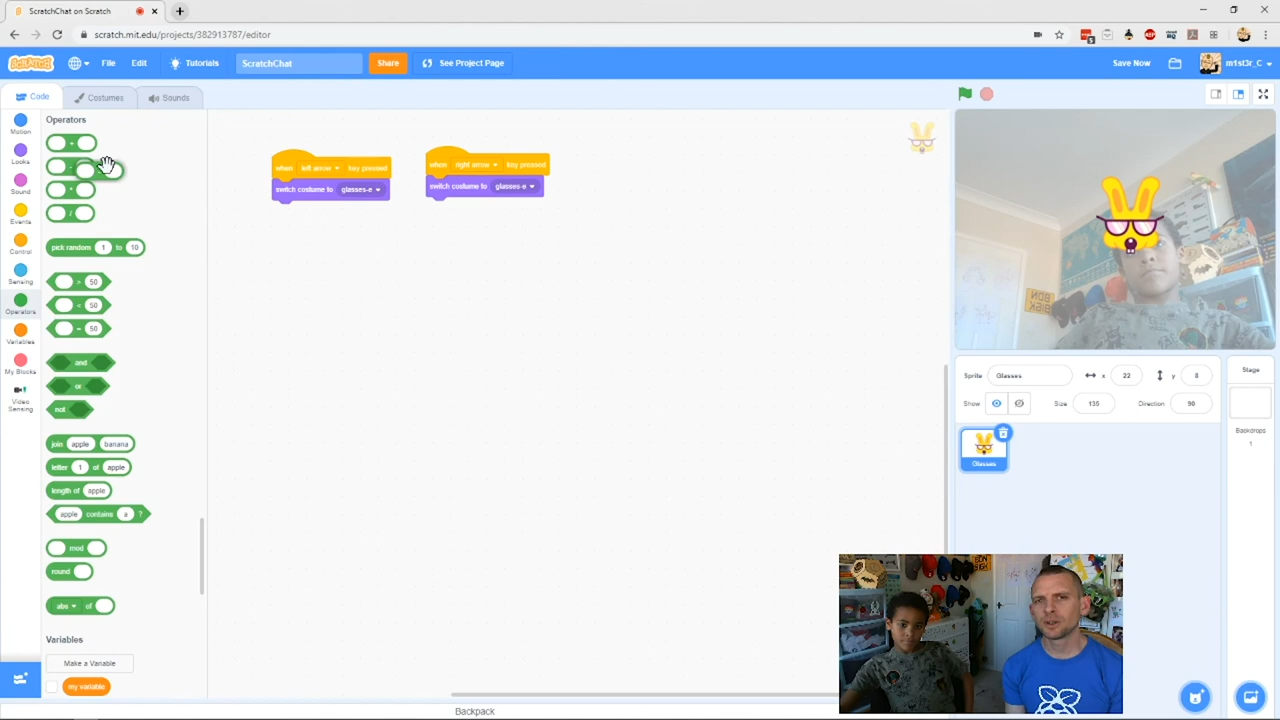 ScratchChat on Scratch
scratch.mit.edu/projects/382913787/editor
SCRATCH
File
Edit
Tutorials
ScratchChat
Share
See Project Page
Save Now
m1st3r_C
Code
Costumes
Sounds
Motion
Looks
Sound
Events
Control
Sensing
Operators
Variables
My Blocks
Video
Sensing
Operators
+
-
*
/
pick random 1 to 10
> 50
< 50
= 50
and
or
not
join apple banana
letter 1 of apple
length of apple
apple contains a ?
mod
round
abs of
Variables
Make a Variable
my variable
when left arrow key pressed
switch costume to glasses-e
when right arrow key pressed
switch costume to glasses-e
Sprite Glasses x 22 y 8
Show Size 135 Direction 90
Glasses
Stage
Backdrops
1
Backpack